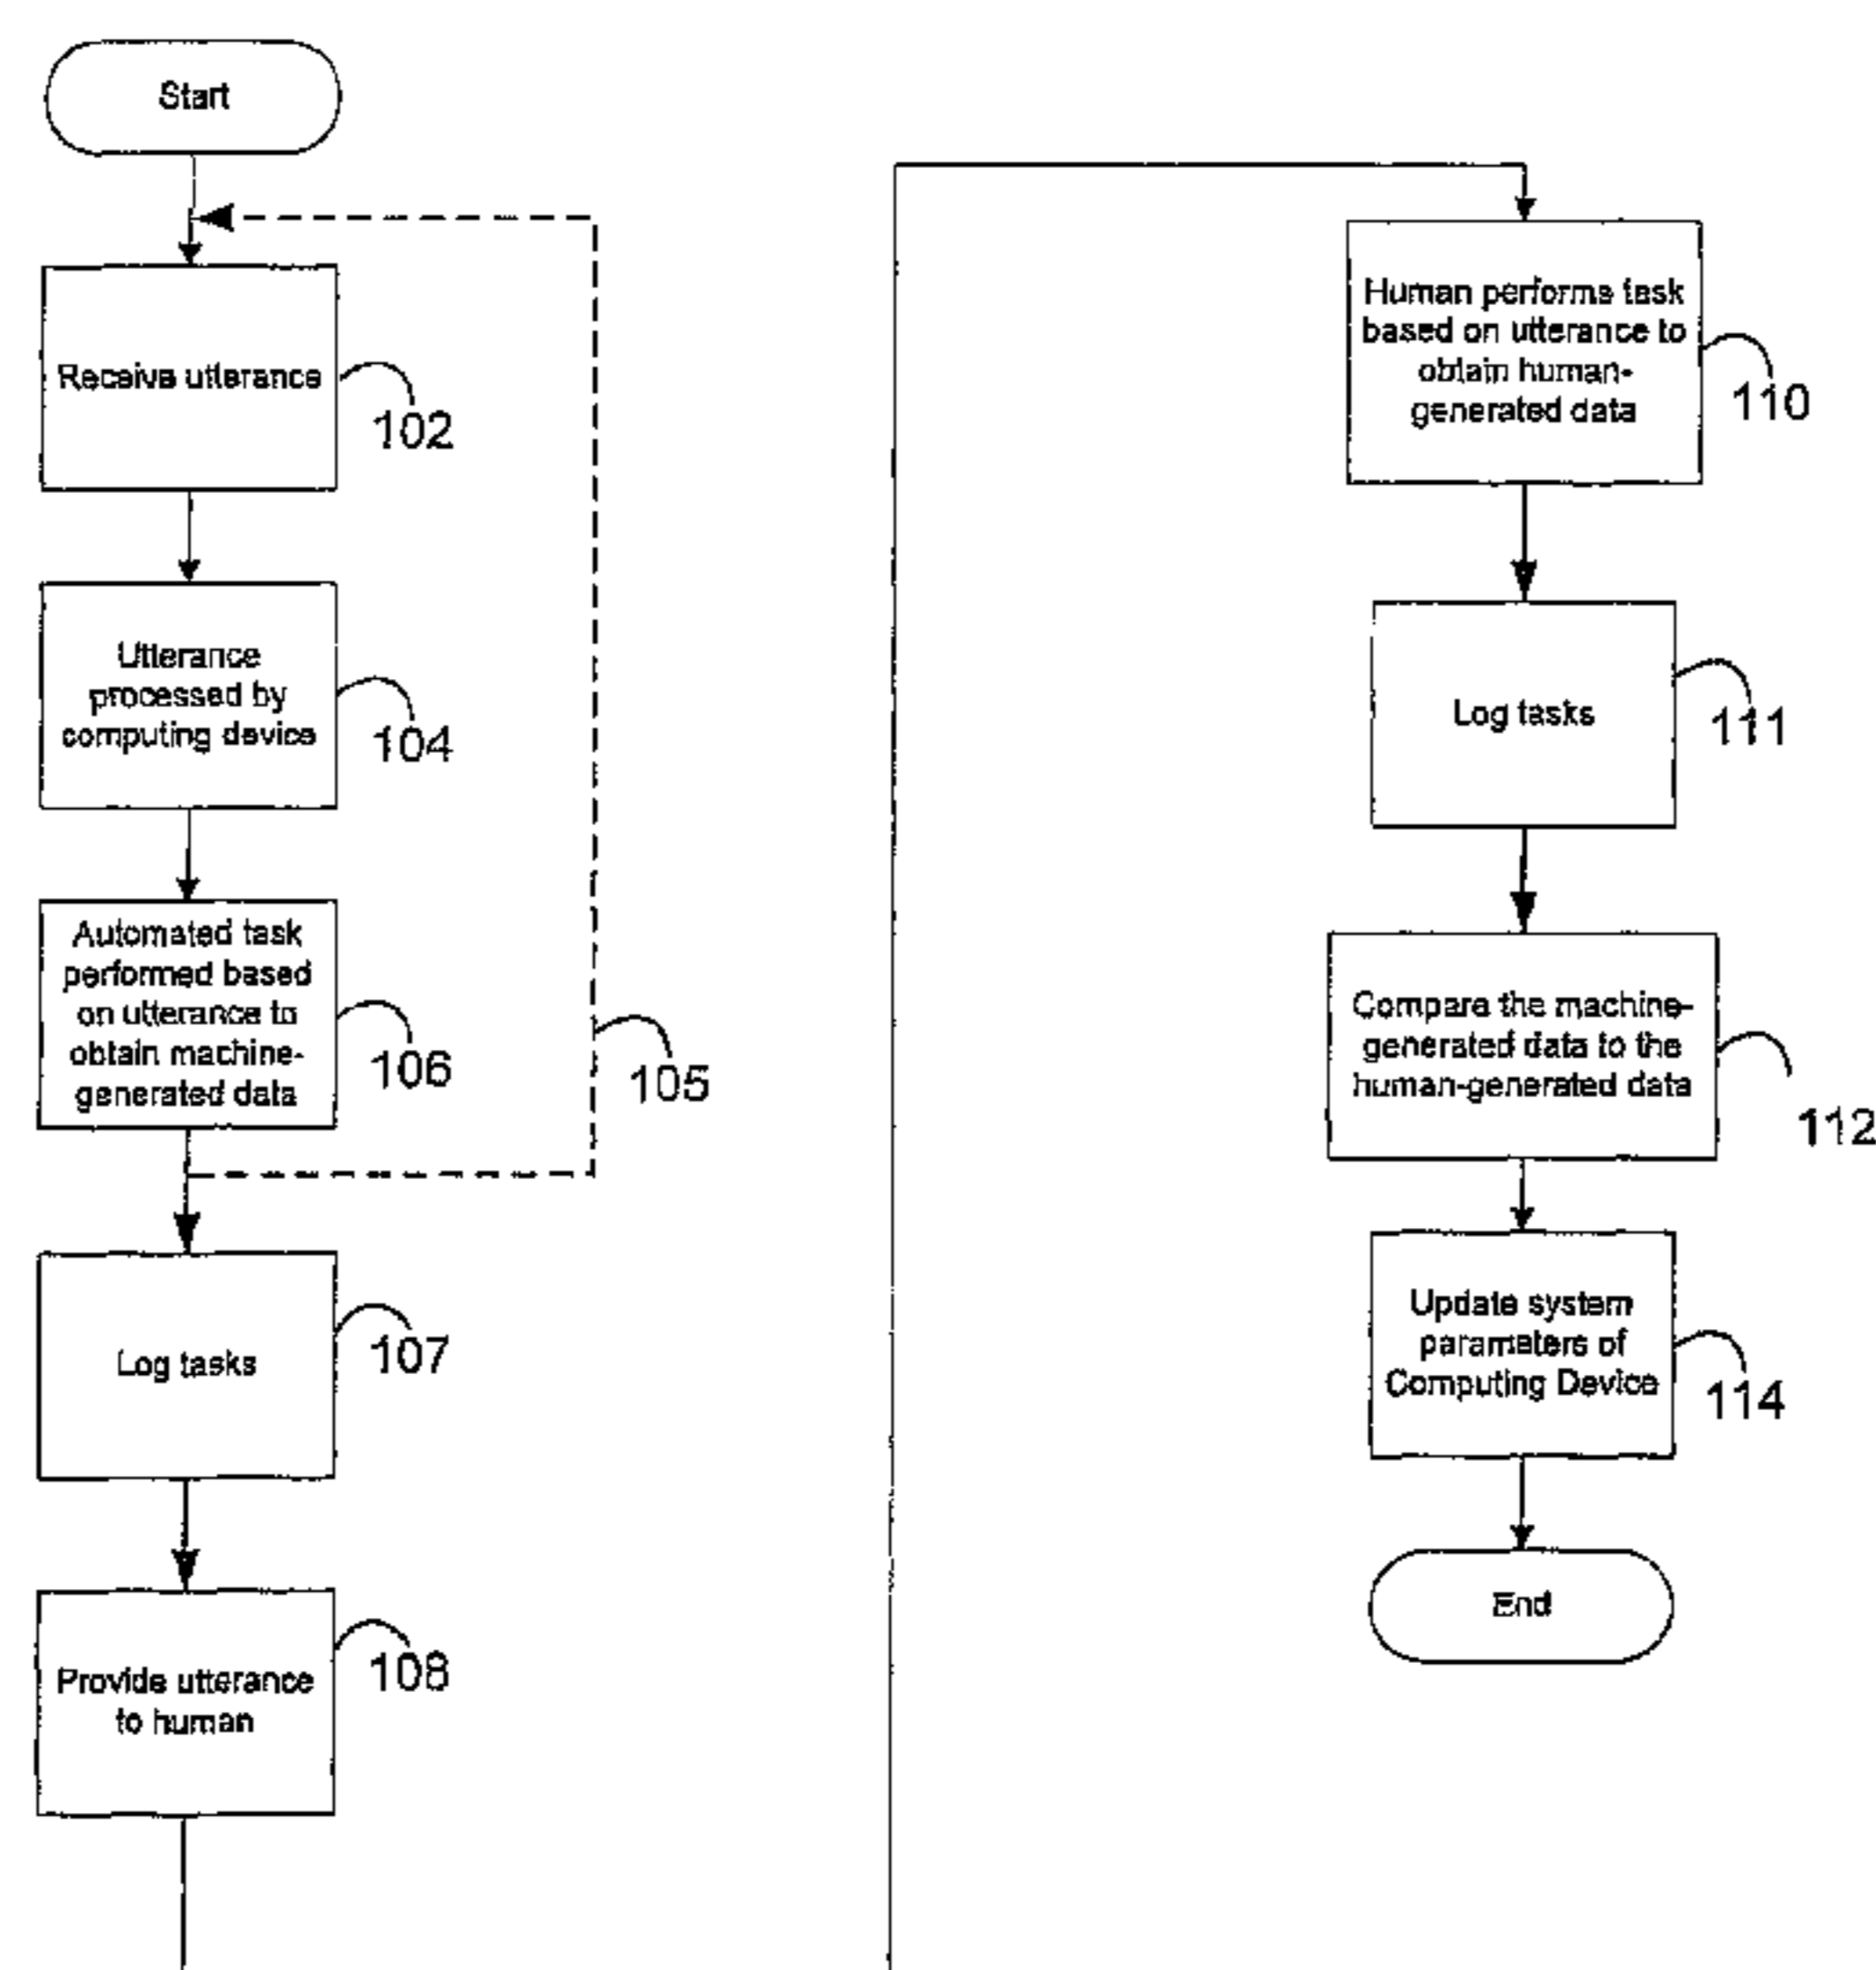 Start
Receive utterance
102
Utterance
processed by
computing device
104
Automated task
performed based
on utterance to
obtain machine-
generated data
106
105
Log tasks
107
Provide utterance
to human
108
Human performs task
based on utterance to
obtain human-
generated data
110
Log tasks
111
Compare the machine-
generated data to the
human-generated data
112
Update system
parameters of
Computing Device
114
End